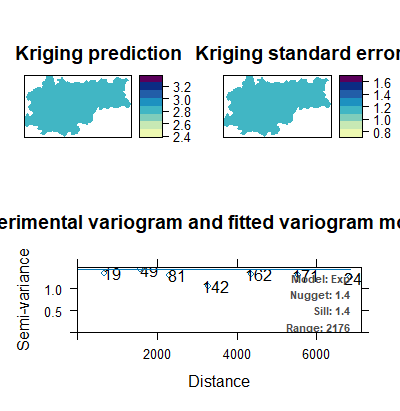 Kriging prediction
Kriging standard error
3.2
3.0
2.8
2.6
2.4
1.6
1.4
1.2
1.0
0.8
erimental variogram and fitted variogram mo
Semi-variance
1.0
0.5
19
49
81
142
162
171
24
Model: Exp
Nugget: 1.4
Sill: 1.4
Range: 2176
2000
4000
6000
Distance